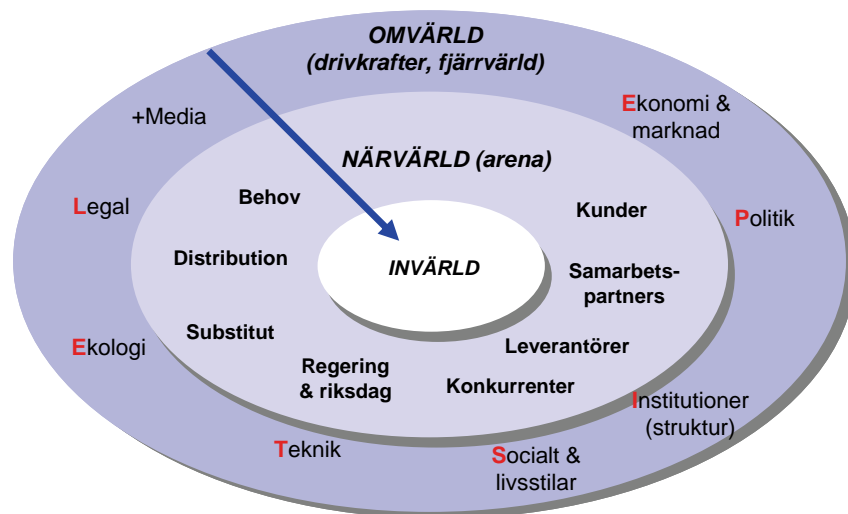 OMVÄRLD
(drivkrafter, fjärrvärld)
+Media
Ekonomi &
marknad
NÄRVÄRLD (arena)
Legal
Behov
Kunder
Politik
Distribution
INVÄRLD
Samarbets-
partners
Ekologi
Substitut
Leverantörer
Regering
& riksdag
Konkurrenter
Institutioner
(struktur)
Teknik
Socialt &
livsstilar